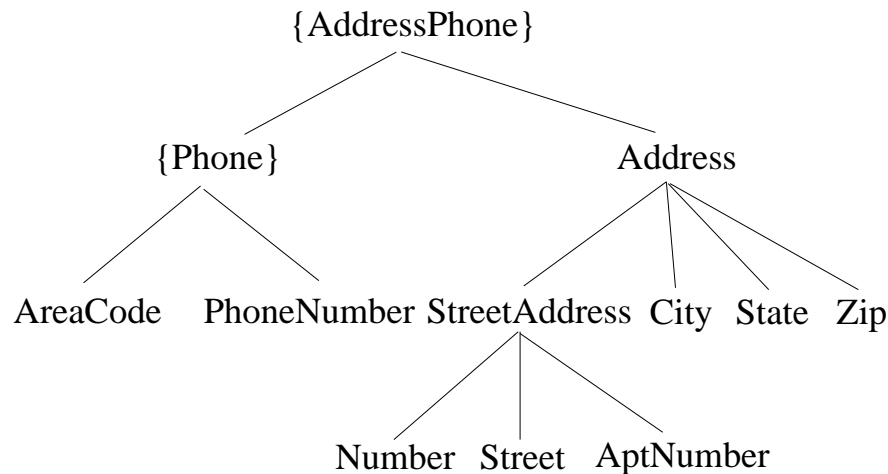 {AddressPhone}
{Phone} Address
AreaCode PhoneNumber StreetAddress City State Zip
Number Street AptNumber